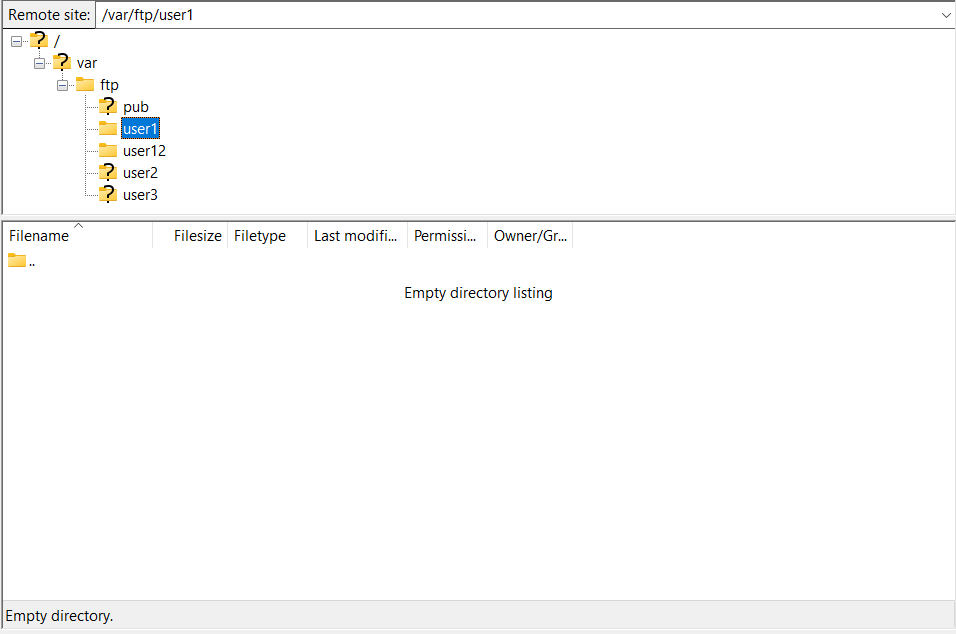 Remote site: /var/ftp/user1
/
var
ftp
pub
user1
user12
user2
user3
Filename Filesize Filetype Last modifi... Permissi... Owner/Gr...
..
Empty directory listing
Empty directory.